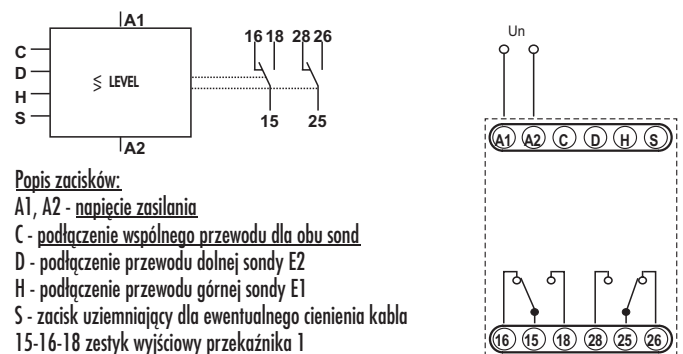 A1
16 18 28 26
C
D
H
S
≤ LEVEL
15 25
A2
Popis zacisków:
A1, A2 - napięcie zasilania
C - podłączenie wspólnego przewodu dla obu sond
D - podłączenie przewodu dolnej sondy E2
H - podłączenie przewodu górnej sondy E1
S - zacisk uziemniający dla ewentualnego cienienia kabla
15-16-18 zestyk wyjściowy przekaźnika 1
Un
A1 A2 C D H S
16 15 18 28 25 26